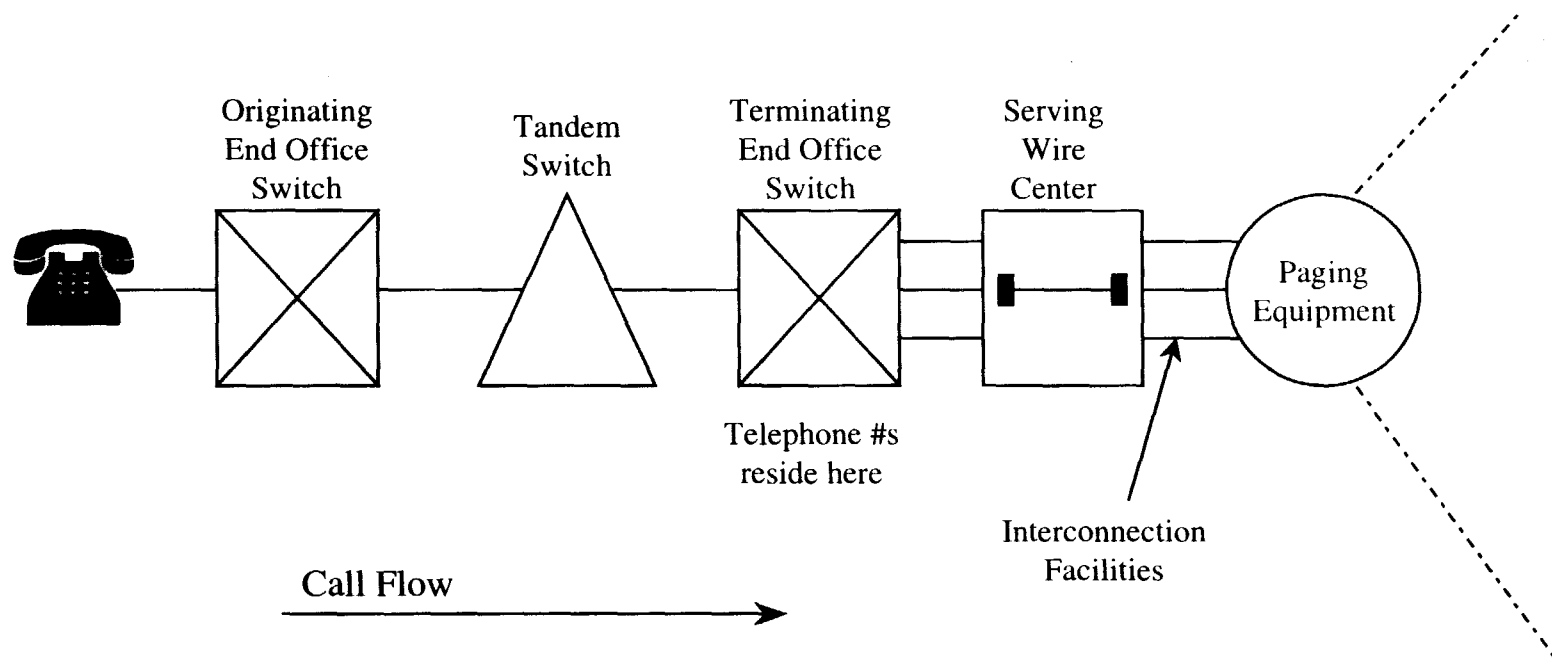 Originating
End Office
Switch
Tandem
Switch
Terminating
End Office
Switch
Serving
Wire
Center
Paging
Equipment
Telephone #s
reside here
Interconnection
Facilities
Call Flow